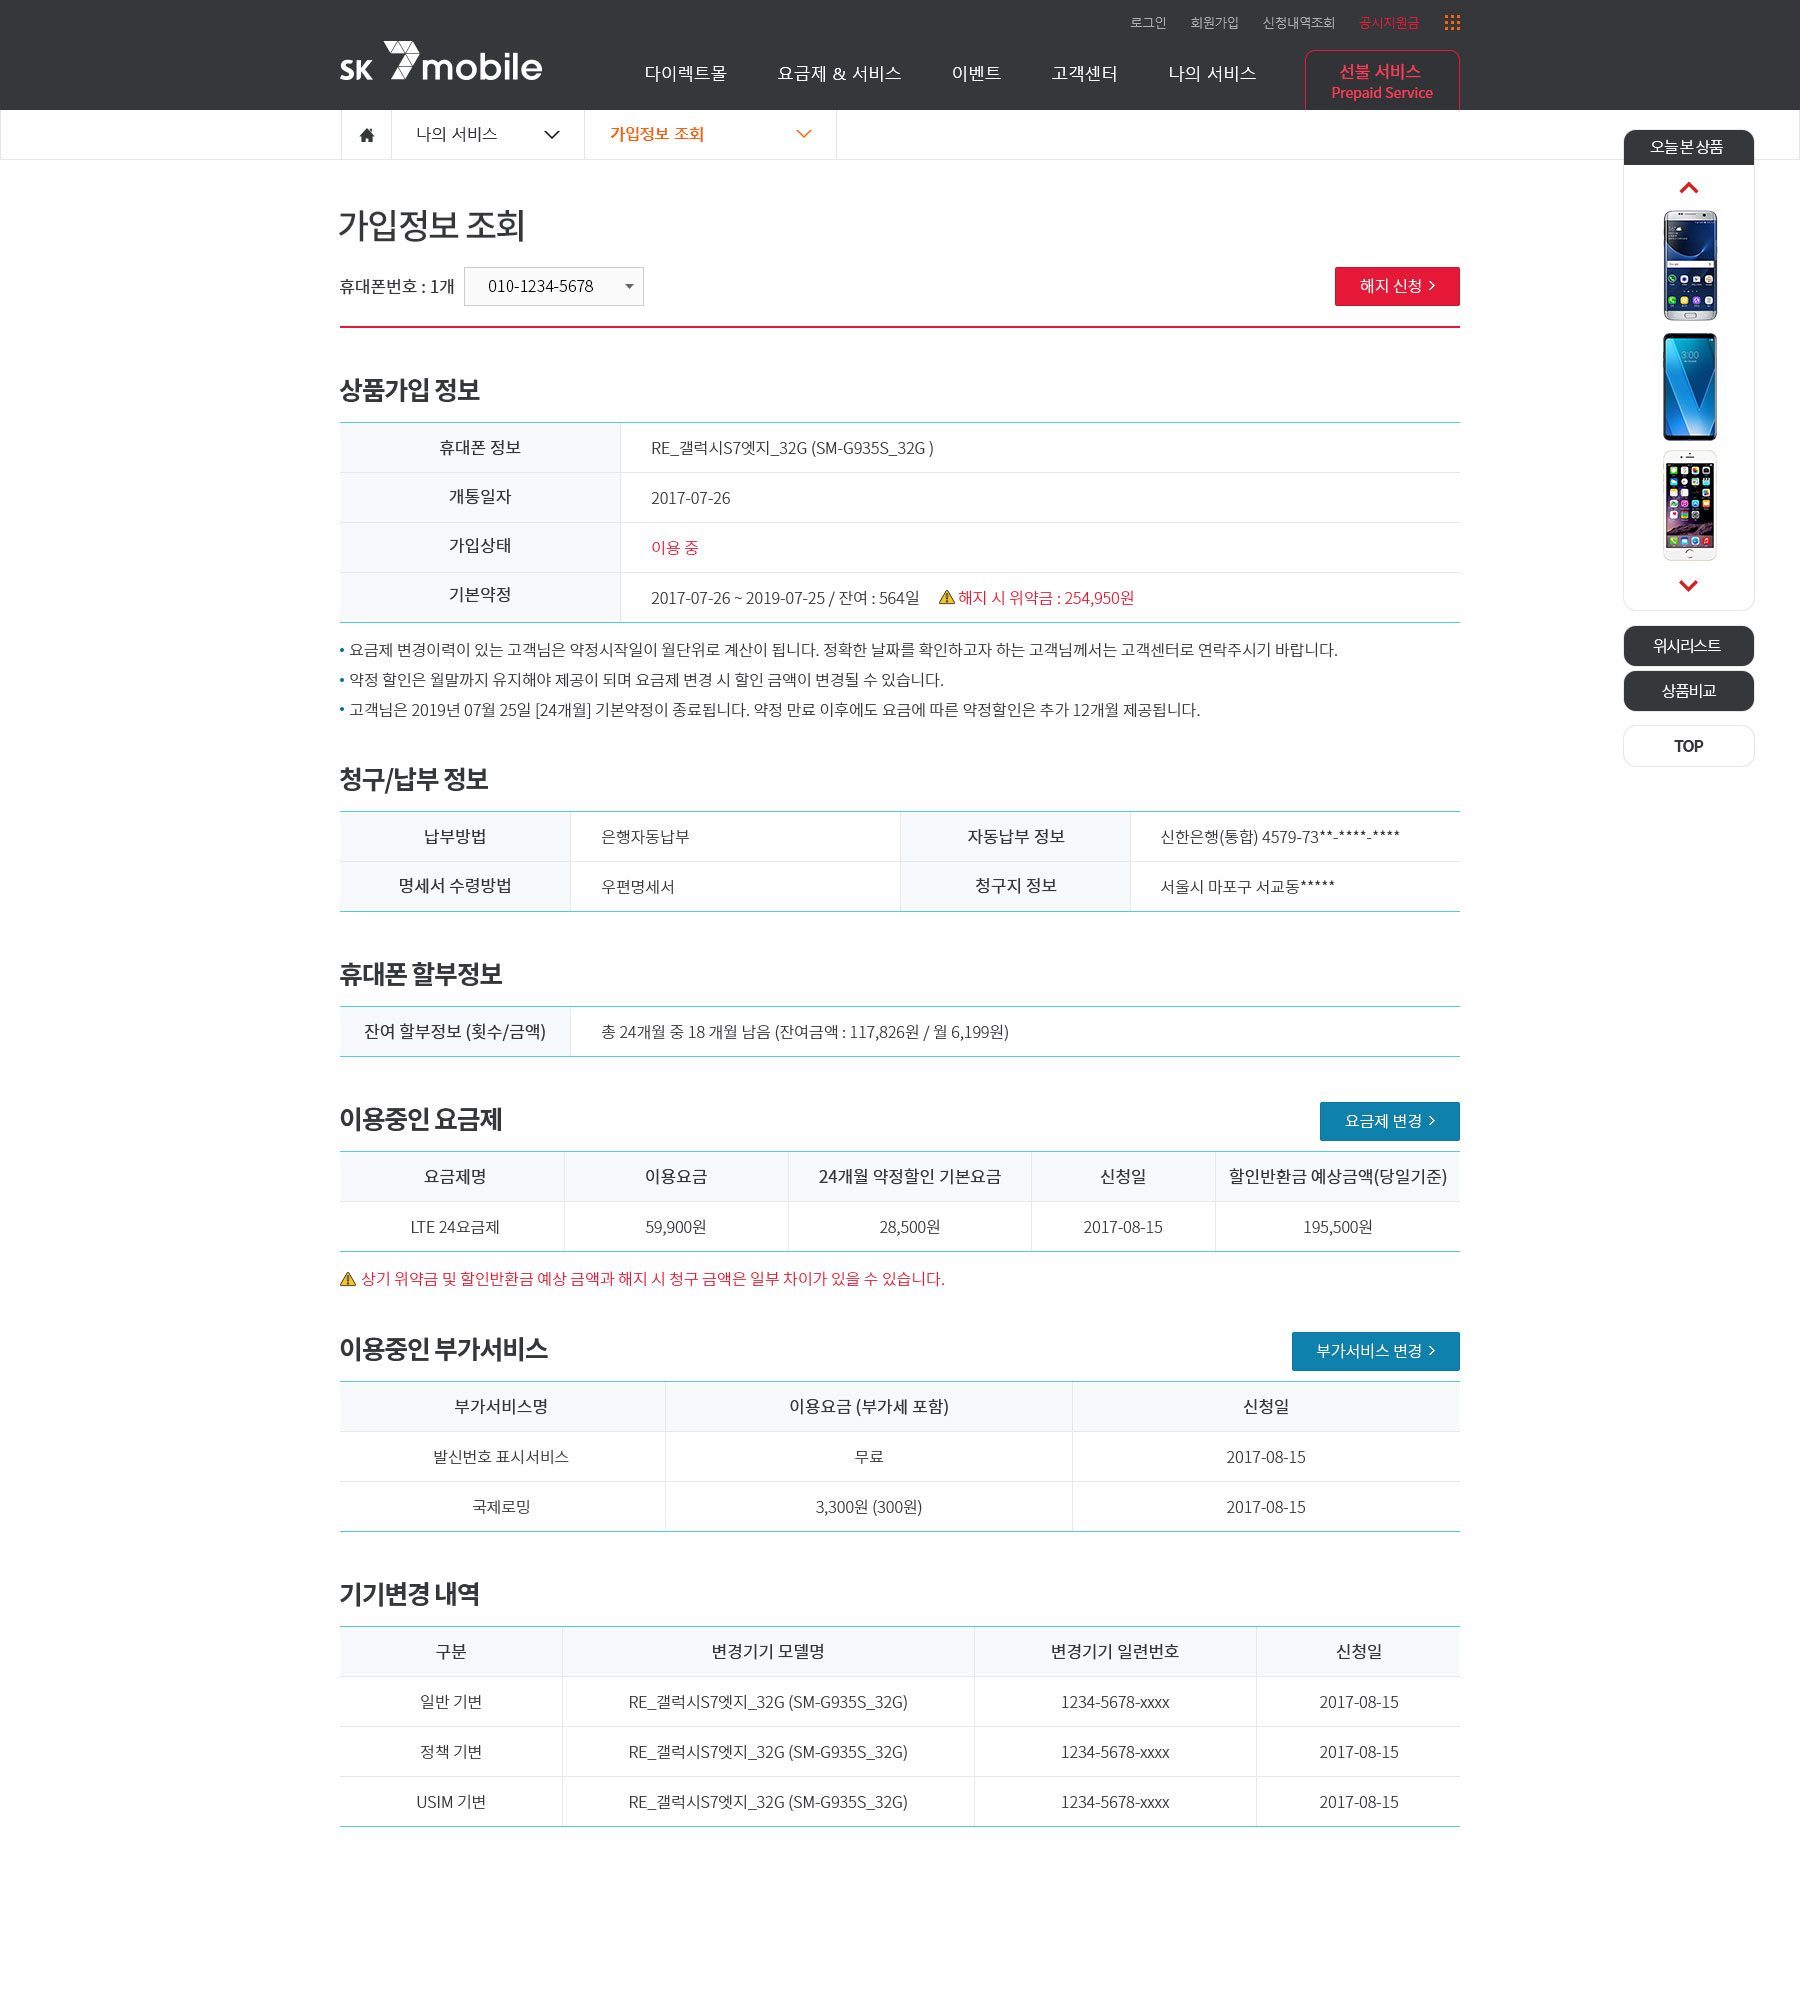 로그인 회원가입 신청내역조회 공시지원금
SK 7mobile
다이렉트몰 요금제 & 서비스 이벤트 고객센터 나의 서비스 선불 서비스
Prepaid Service
나의 서비스 가입정보 조회
오늘 본 상품
가입정보 조회
휴대폰번호 : 1개 010-1234-5678 해지 신청
3:00
위시리스트
상품비교
TOP
상품가입 정보
휴대폰 정보 RE_갤럭시S7엣지_32G (SM-G935S_32G )
개통일자 2017-07-26
가입상태 이용 중
기본약정 2017-07-26 ~ 2019-07-25 / 잔여 : 564일 해지 시 위약금 : 254,950원
• 요금제 변경이력이 있는 고객님은 약정시작일이 월단위로 계산이 됩니다. 정확한 날짜를 확인하고자 하는 고객님께서는 고객센터로 연락주시기 바랍니다.
• 약정 할인은 월말까지 유지해야 제공이 되며 요금제 변경 시 할인 금액이 변경될 수 있습니다.
• 고객님은 2019년 07월 25일 [24개월] 기본약정이 종료됩니다. 약정 만료 이후에도 요금에 따른 약정할인은 추가 12개월 제공됩니다.
청구/납부 정보
납부방법 은행자동납부 자동납부 정보 신한은행(통합) 4579-73**-****-****
명세서 수령방법 우편명세서 청구지 정보 서울시 마포구 서교동*****
휴대폰 할부정보
잔여 할부정보 (횟수/금액) 총 24개월 중 18 개월 남음 (잔여금액 : 117,826원 / 월 6,199원)
이용중인 요금제 요금제 변경
요금제명 이용요금 24개월 약정할인 기본요금 신청일 할인반환금 예상금액(당일기준)
LTE 24요금제 59,900원 28,500원 2017-08-15 195,500원
상기 위약금 및 할인반환금 예상 금액과 해지 시 청구 금액은 일부 차이가 있을 수 있습니다.
이용중인 부가서비스 부가서비스 변경
부가서비스명 이용요금 (부가세 포함) 신청일
발신번호 표시서비스 무료 2017-08-15
국제로밍 3,300원 (300원) 2017-08-15
기기변경 내역
구분 변경기기 모델명 변경기기 일련번호 신청일
일반 기변 RE_갤럭시S7엣지_32G (SM-G935S_32G) 1234-5678-xxxx 2017-08-15
정책 기변 RE_갤럭시S7엣지_32G (SM-G935S_32G) 1234-5678-xxxx 2017-08-15
USIM 기변 RE_갤럭시S7엣지_32G (SM-G935S_32G) 1234-5678-xxxx 2017-08-15